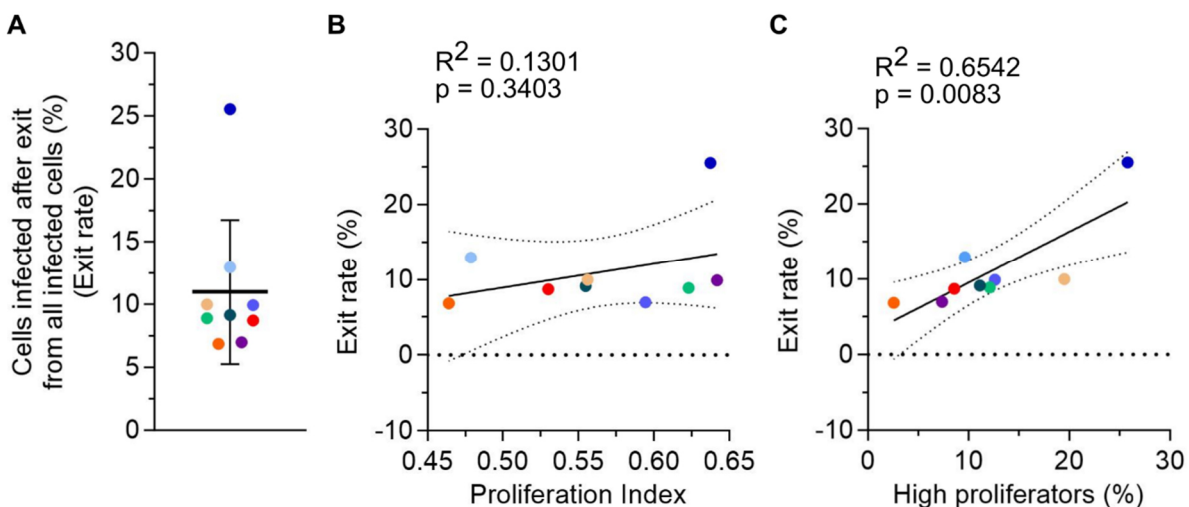 A
Cells infected after exit
from all infected cells (%)
(Exit rate)
30
25
20
15
10
5
0
B
R2 = 0.1301
p = 0.3403
Exit rate (%)
30
20
10
0
-10
0.45 0.50 0.55 0.60 0.65
Proliferation Index
C
R2 = 0.6542
p = 0.0083
Exit rate (%)
30
20
10
0
-10
0 10 20 30
High proliferators (%)